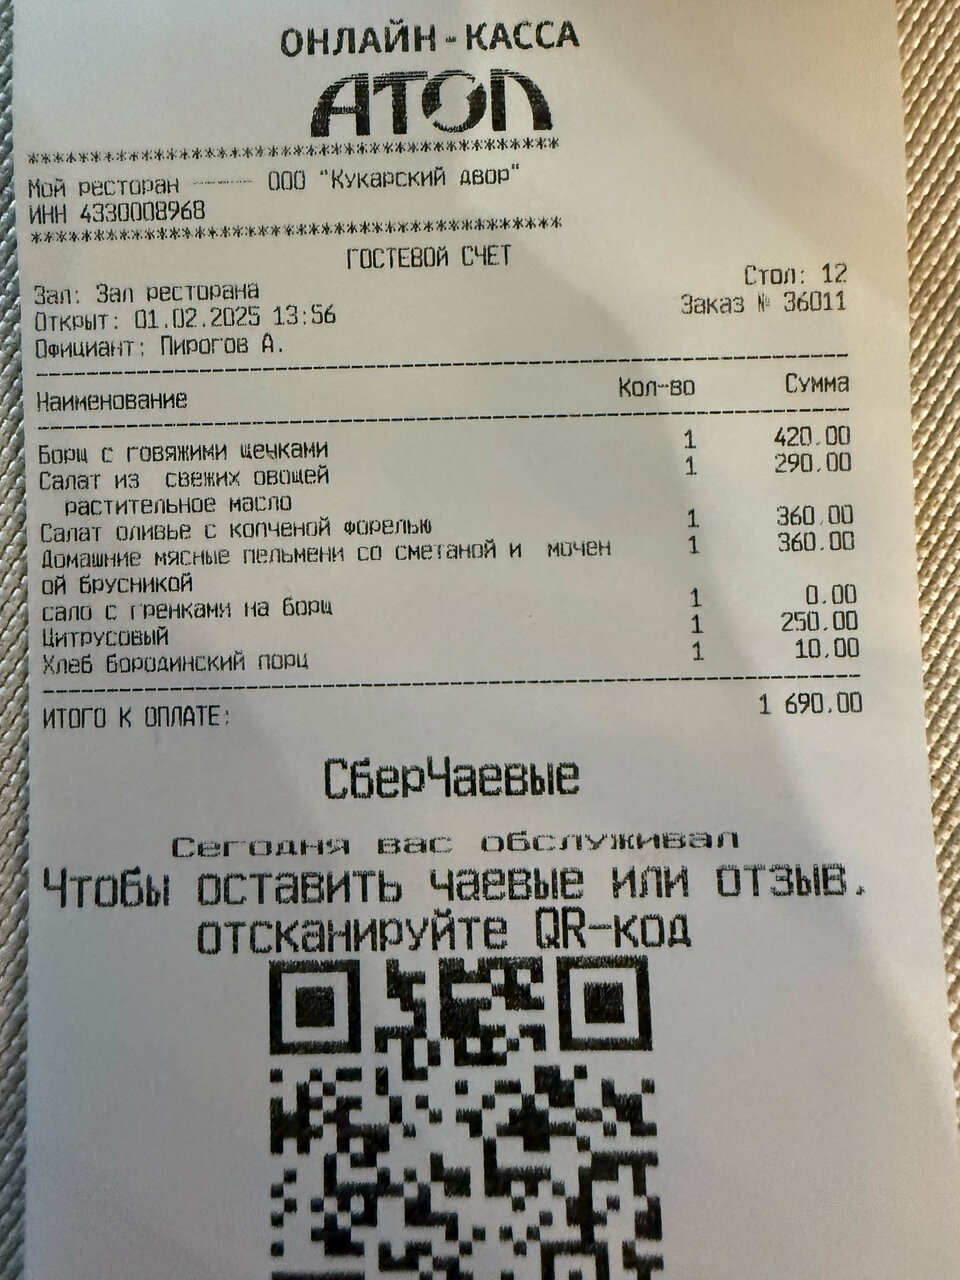 ОНЛАЙН-КАССА
АТОЛ
******************************************
Мой ресторан ------ ООО "Кукарский двор"
ИНН 4330008968
******************************************
ГОСТЕВОЙ СЧЕТ
Зал: Зал ресторана Стол: 12
Открыт: 01.02.2025 13:56 Заказ № 36011
Официант: Пирогов А.
Наименование Кол-во Сумма
Борщ с говяжими щечками 1 420.00
Салат из свежих овощей 1 290.00
растительное масло
Салат оливье с копченой форелью 1 360.00
Домашние мясные пельмени со сметаной и мочен 1 360.00
ой брусникой
сало с гренками на борщ 1 0.00
Цитрусовый 1 250.00
Хлеб бородинский порц 1 10.00
ИТОГО К ОПЛАТЕ: 1 690.00
СберЧаевые
Сегодня вас обслуживал
Чтобы оставить чаевые или отзыв,
отсканируйте QR-код